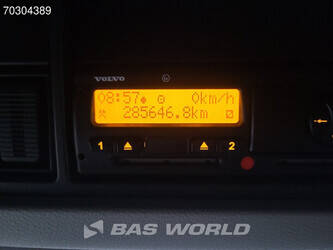 70304389
VOLVO
08:57 0km/h
285646.8km
1 2
BAS WORLD